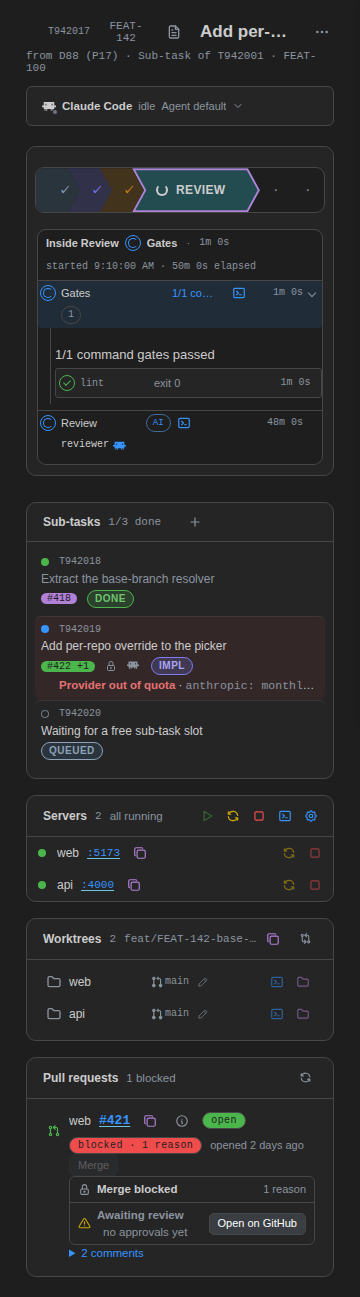 T942017 FEAT-142 Add per-…
from D88 (P17) · Sub-task of T942001 · FEAT-100
Claude Code idle Agent default
REVIEW
Inside Review Gates · 1m 0s
started 9:10:00 AM · 50m 0s elapsed
Gates 1/1 co… 1m 0s
1
1/1 command gates passed
lint exit 0 1m 0s
Review AI 48m 0s
reviewer
Sub-tasks 1/3 done
T942018
Extract the base-branch resolver
#418 DONE
T942019
Add per-repo override to the picker
#422 +1 IMPL
Provider out of quota · anthropic: monthl…
T942020
Waiting for a free sub-task slot
QUEUED
Servers 2 all running
web :5173
api :4000
Worktrees 2 feat/FEAT-142-base-…
web main
api main
Pull requests 1 blocked
web #421 open
blocked · 1 reason opened 2 days ago
Merge
Merge blocked 1 reason
Awaiting review
no approvals yet
Open on GitHub
2 comments